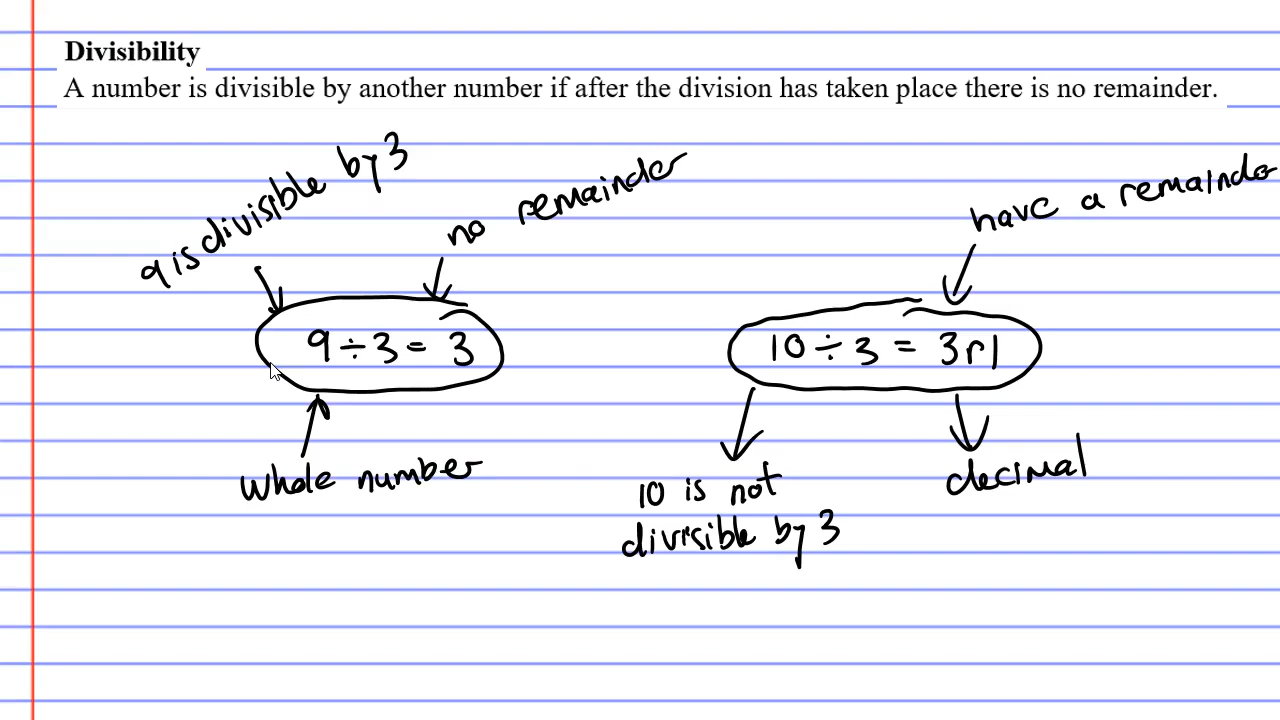 Divisibility
A number is divisible by another number if after the division has taken place there is no remainder.
9 is divisible by 3
no remainder
have a remainder
9 ÷ 3 = 3
10 ÷ 3 = 3r1
whole number
10 is not
divisible by 3
decimal